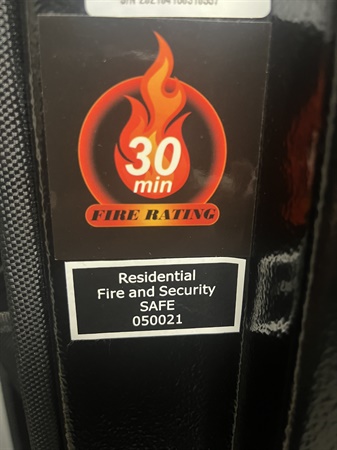 30
min
FIRE RATING
Residential
Fire and Security
SAFE
050021